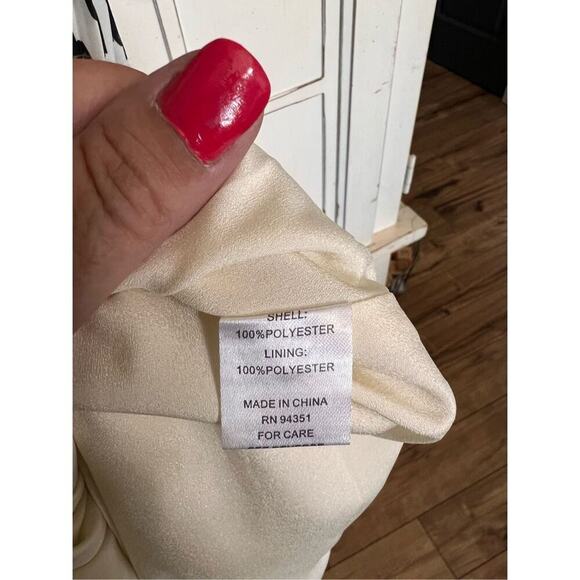 SHELL:
100%POLYESTER
LINING:
100%POLYESTER
MADE IN CHINA
RN 94351
FOR CARE